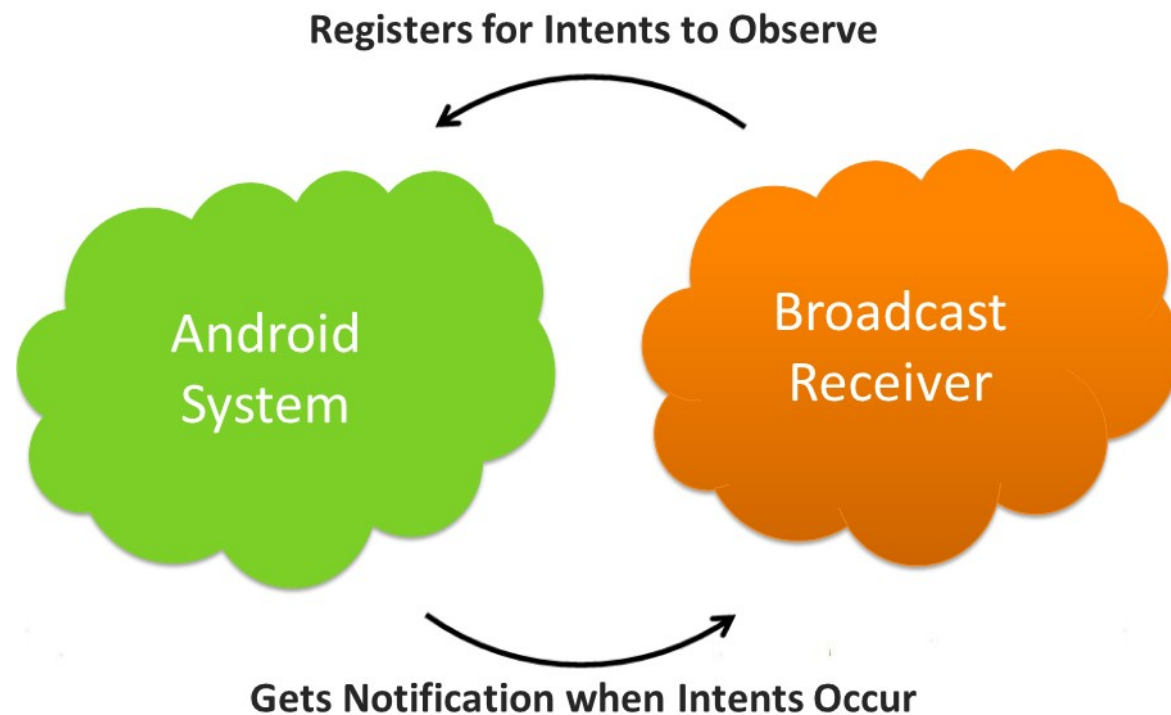 Registers for Intents to Observe
Android
System
Broadcast
Receiver
Gets Notification when Intents Occur